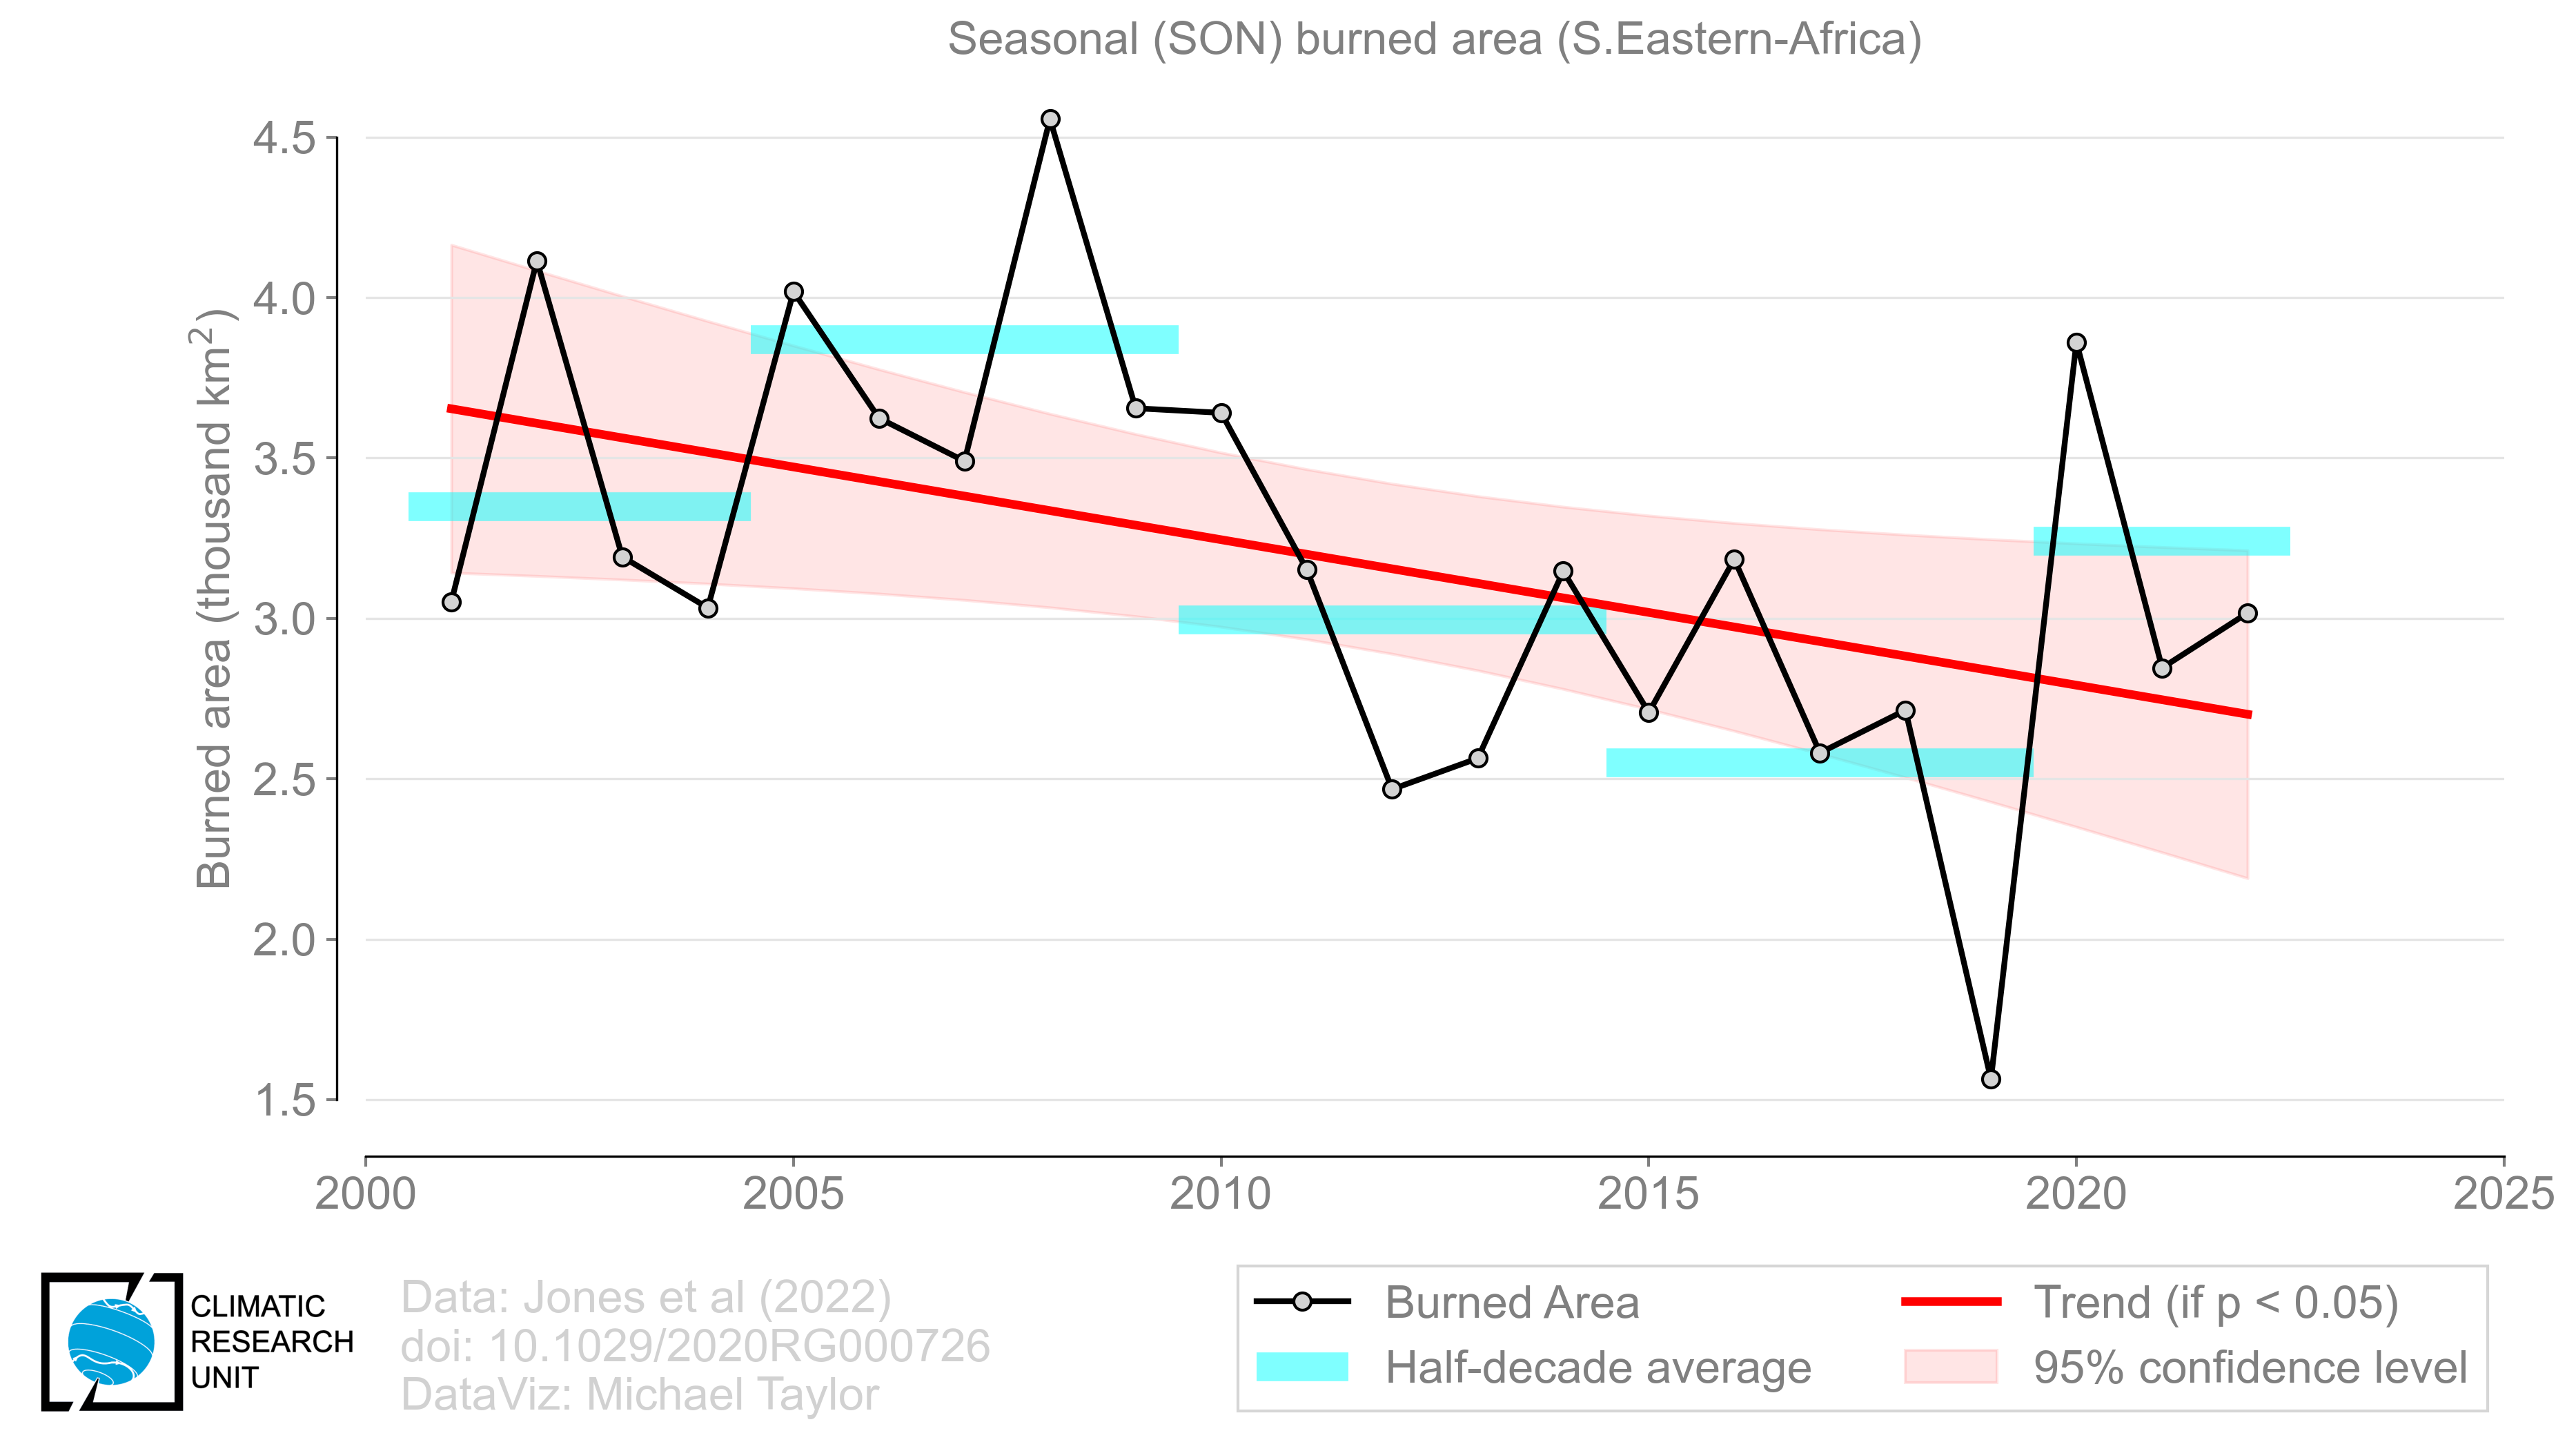 Seasonal (SON) burned area (S.Eastern-Africa)
Burned area (thousand km²)
4.5
4.0
3.5
3.0
2.5
2.0
1.5
2000 2005 2010 2015 2020 2025
CLIMATIC
RESEARCH
UNIT
Data: Jones et al (2022)
doi: 10.1029/2020RG000726
DataViz: Michael Taylor
Burned Area
Half-decade average
Trend (if p < 0.05)
95% confidence level